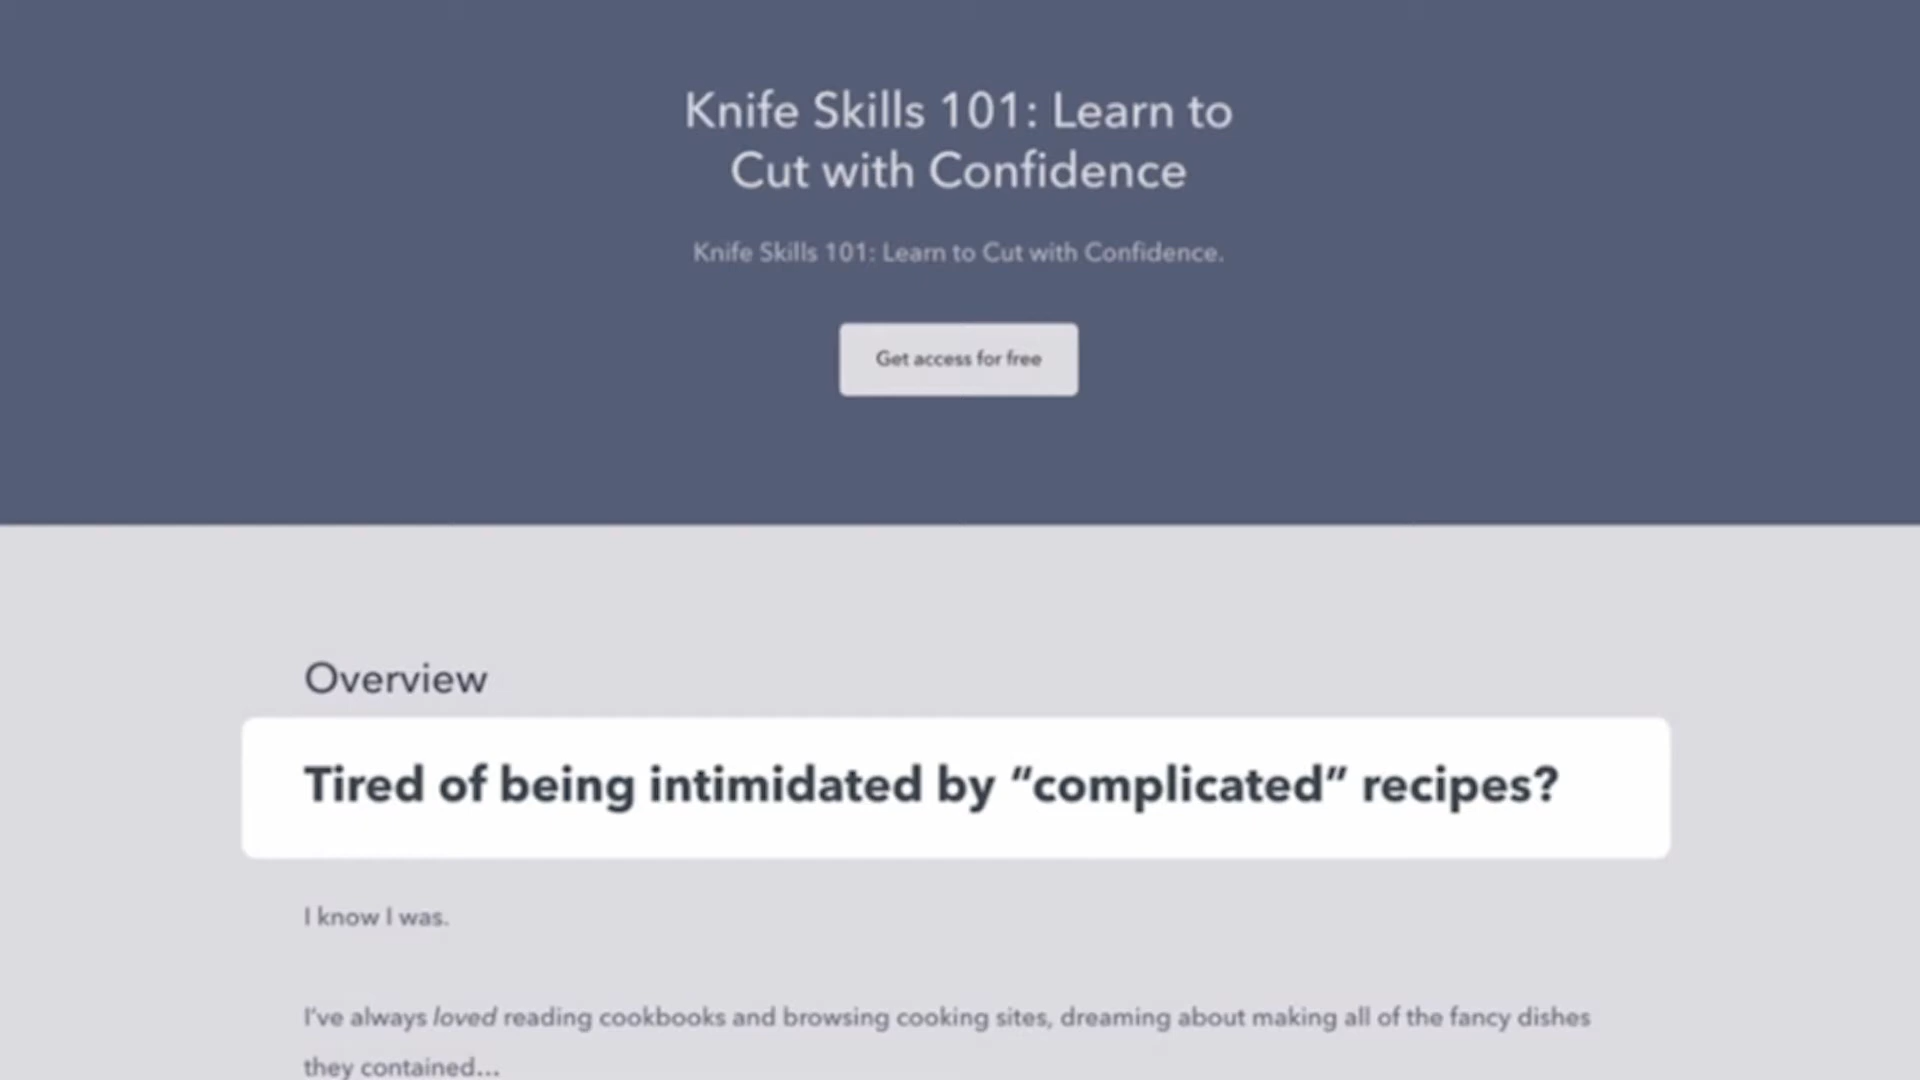 Knife Skills 101: Learn to
Cut with Confidence
Knife Skills 101: Learn to Cut with Confidence.
Get access for free
Overview
Tired of being intimidated by “complicated” recipes?
I know I was.
I’ve always loved reading cookbooks and browsing cooking sites, dreaming about making all of the fancy dishes
they contained...